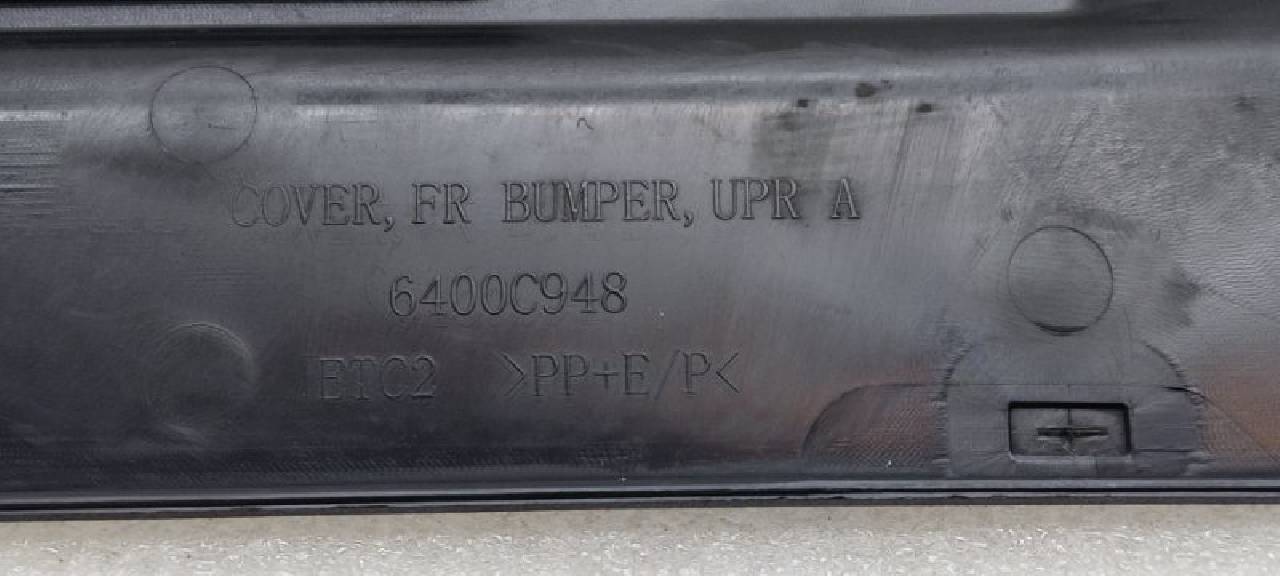 COVER, FR BUMPER, UPR A
6400C948
ETC2 >PP+E/P<